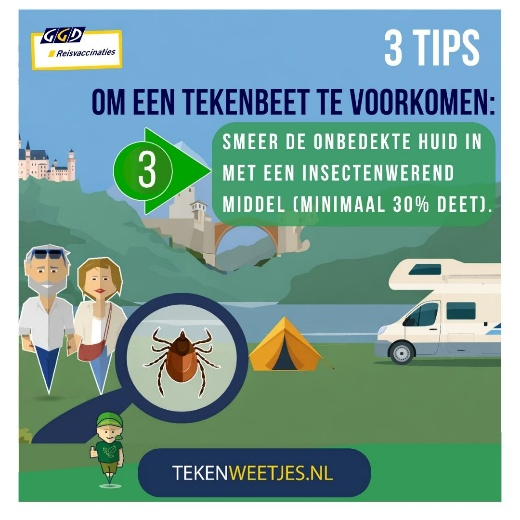 GGD
Reisvaccinaties
3 TIPS
OM EEN TEKENBEET TE VOORKOMEN:
3
SMEER DE ONBEDEKTE HUID IN
MET EEN INSECTENWEREND
MIDDEL (MINIMAAL 30% DEET).
TEKENWEETJES.NL